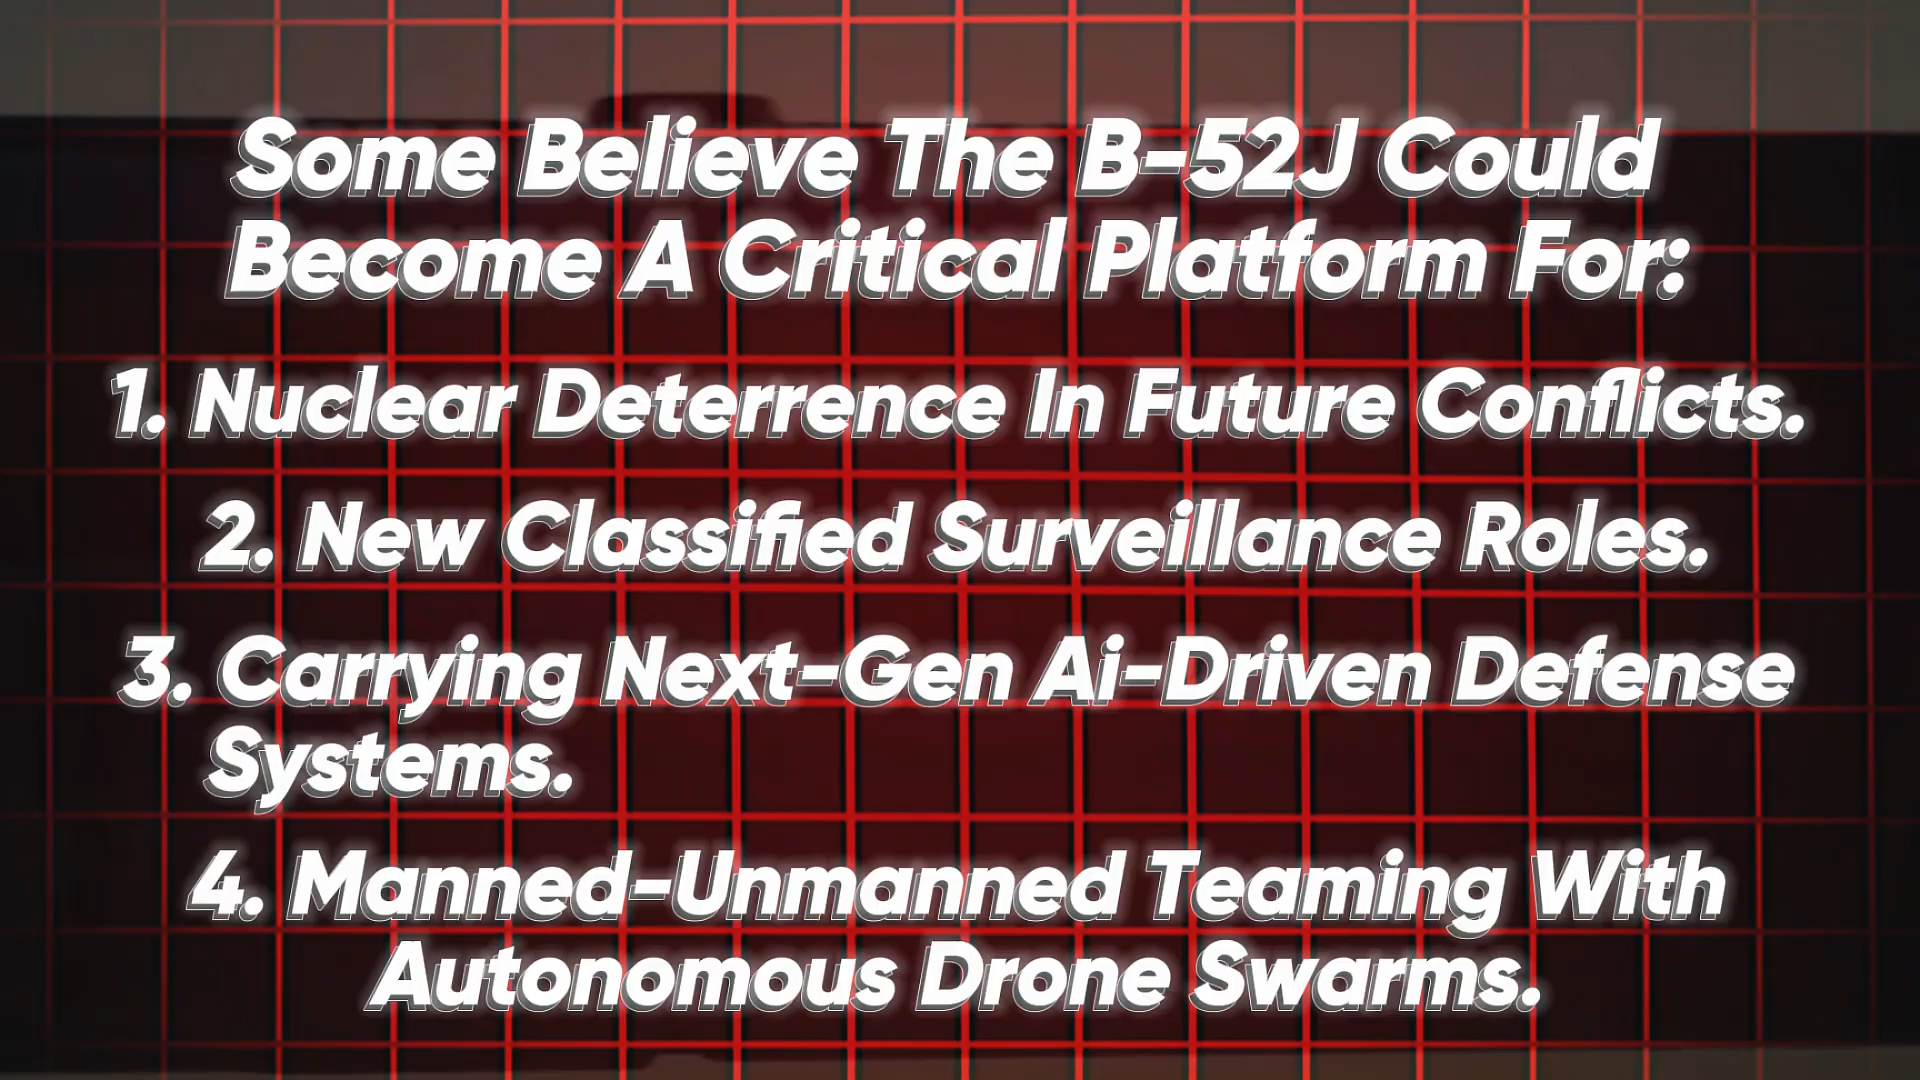 Some Believe The B-52J Could
Become A Critical Platform For:
1. Nuclear Deterrence In Future Conflicts.
2. New Classified Surveillance Roles.
3. Carrying Next-Gen Ai-Driven Defense
Systems.
4. Manned-Unmanned Teaming With
Autonomous Drone Swarms.